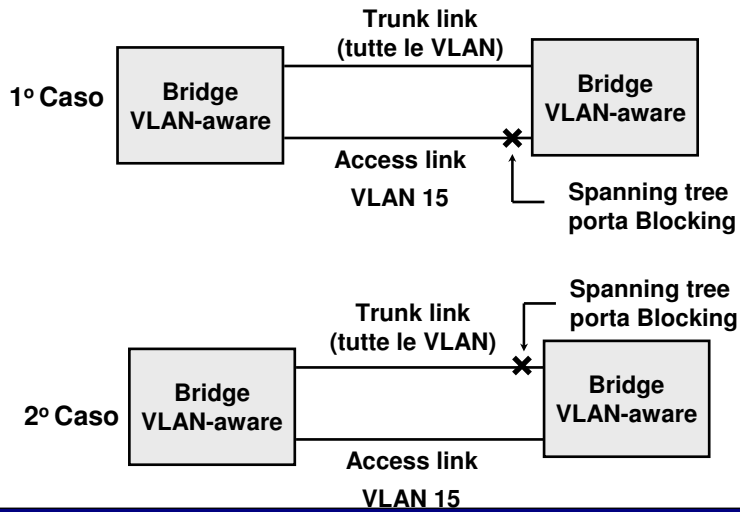 Trunk link
(tutte le VLAN)
1º Caso
Bridge
VLAN-aware
Bridge
VLAN-aware
Access link
VLAN 15
Spanning tree
porta Blocking
Spanning tree
porta Blocking
Trunk link
(tutte le VLAN)
2º Caso
Bridge
VLAN-aware
Bridge
VLAN-aware
Access link
VLAN 15